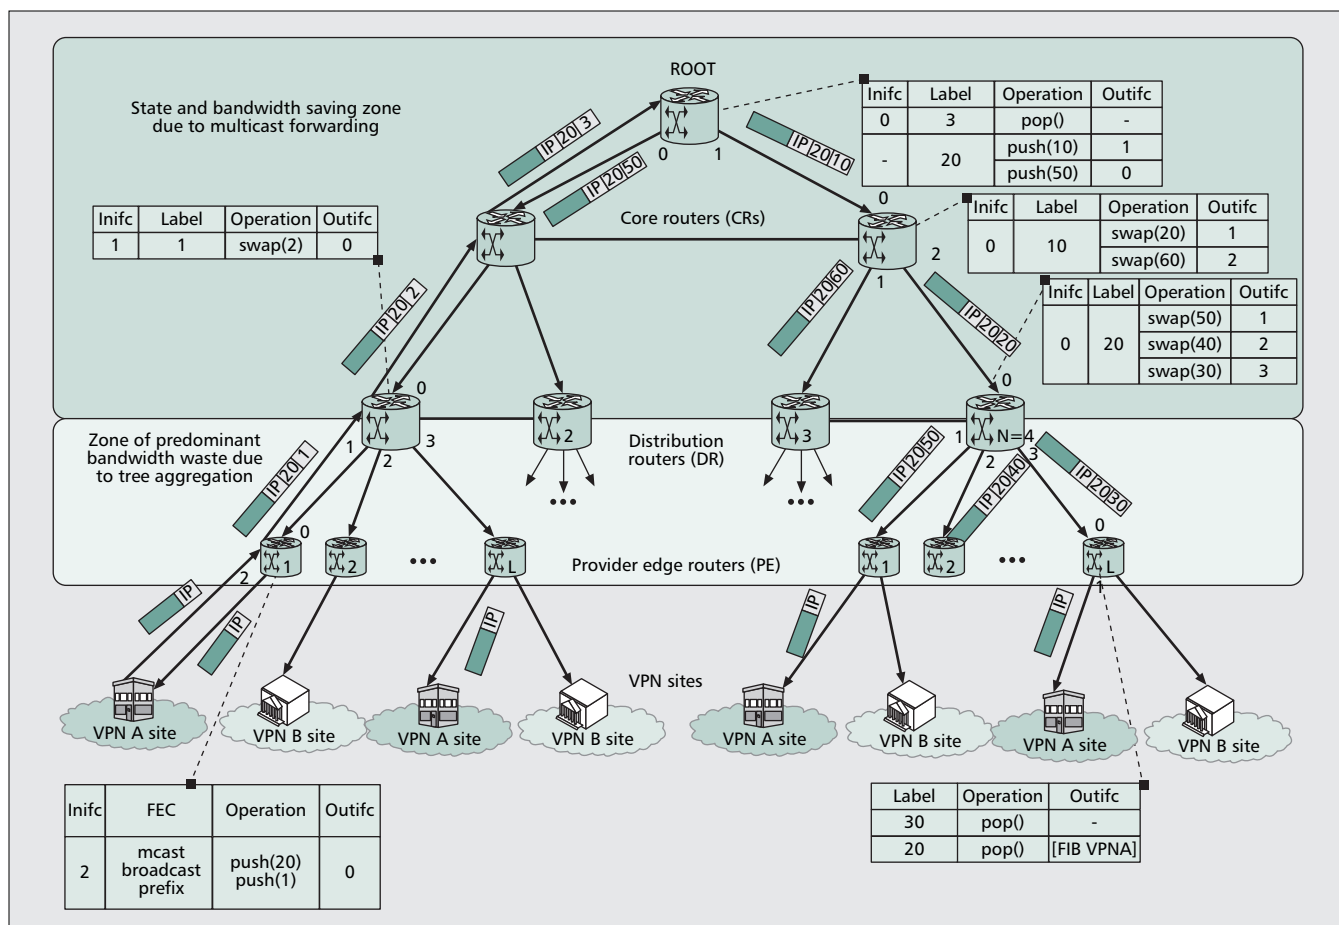 ROOT
State and bandwidth saving zone
due to multicast forwarding
Inifc Label Operation Outifc
0 3 pop() -
- 20 push(10) 1
push(50) 0
IP 20 3
IP 20 50
IP 20 10
0 1
Core routers (CRs)
Inifc Label Operation Outifc
1 1 swap(2) 0
0
Inifc Label Operation Outifc
0 10 swap(20) 1
swap(60) 2
2
1
Inifc Label Operation Outifc
0 20 swap(50) 1
swap(40) 2
swap(30) 3
IP 20 2
IP 20 60
IP 20 20
0
0
Zone of predominant
bandwidth waste due
to tree aggregation
1
2
3
2
Distribution
routers (DR)
3
N=4
1
2
3
IP 20 1
IP 20 50
IP 20 40
IP 20 30
•••
•••
0
0
1
2
•••
L
Provider edge routers (PE)
1
2
•••
L
2
1
IP
IP
IP
IP
IP
VPN sites
VPN A site
VPN B site
VPN A site
VPN B site
VPN A site
VPN B site
VPN A site
VPN B site
Inifc FEC Operation Outifc
2 mcast broadcast prefix push(20) push(1) 0
Label Operation Outifc
30 pop() -
20 pop() [FIB VPNA]